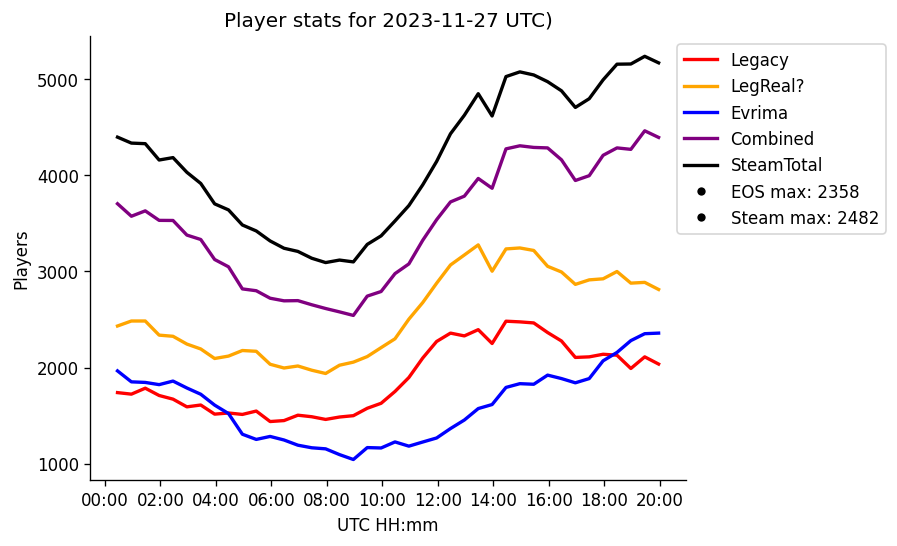 Player stats for 2023-11-27 UTC)
Legacy
LegReal?
Evrima
Combined
SteamTotal
EOS max: 2358
Steam max: 2482
Players
5000
4000
3000
2000
1000
00:00 02:00 04:00 06:00 08:00 10:00 12:00 14:00 16:00 18:00 20:00
UTC HH:mm